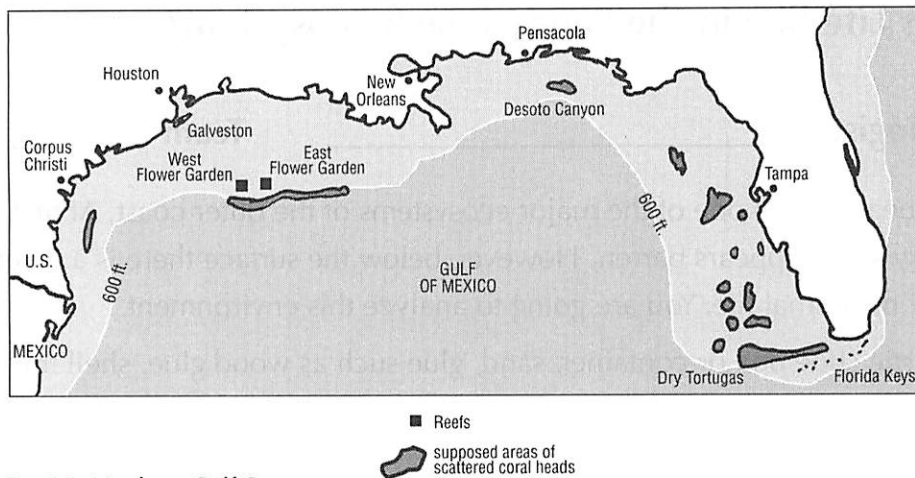 Pensacola
Houston
New
Orleans
Desoto Canyon
Galveston
Corpus
Christi
West
Flower Garden
East
Flower Garden
Tampa
600 ft.
600 ft.
U.S.
GULF
OF MEXICO
MEXICO
Dry Tortugas
Florida Keys
Reefs
supposed areas of
scattered coral heads